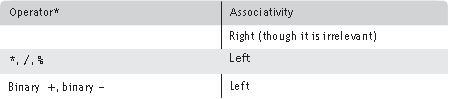 Operator* Associativity
Right (though it is irrelevant)
*, /, % Left
Binary +, binary – Left